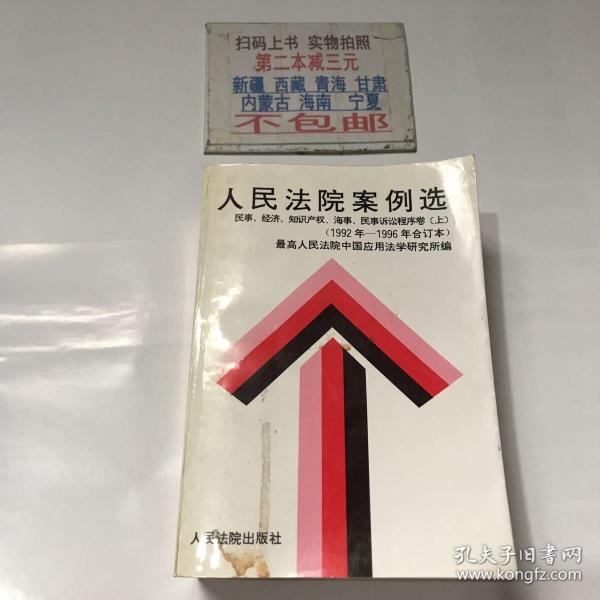 扫码上书 实物拍照
第二本减三元
新疆 西藏 青海 甘肃
内蒙古 海南 宁夏
不包邮
人民法院案例选
民事、经济、知识产权、海事、民事诉讼程序卷(上)
(1992年—1996年合订本)
最高人民法院中国应用法学研究所编
人民法院出版社
孔夫子旧书网
www.kongfz.com